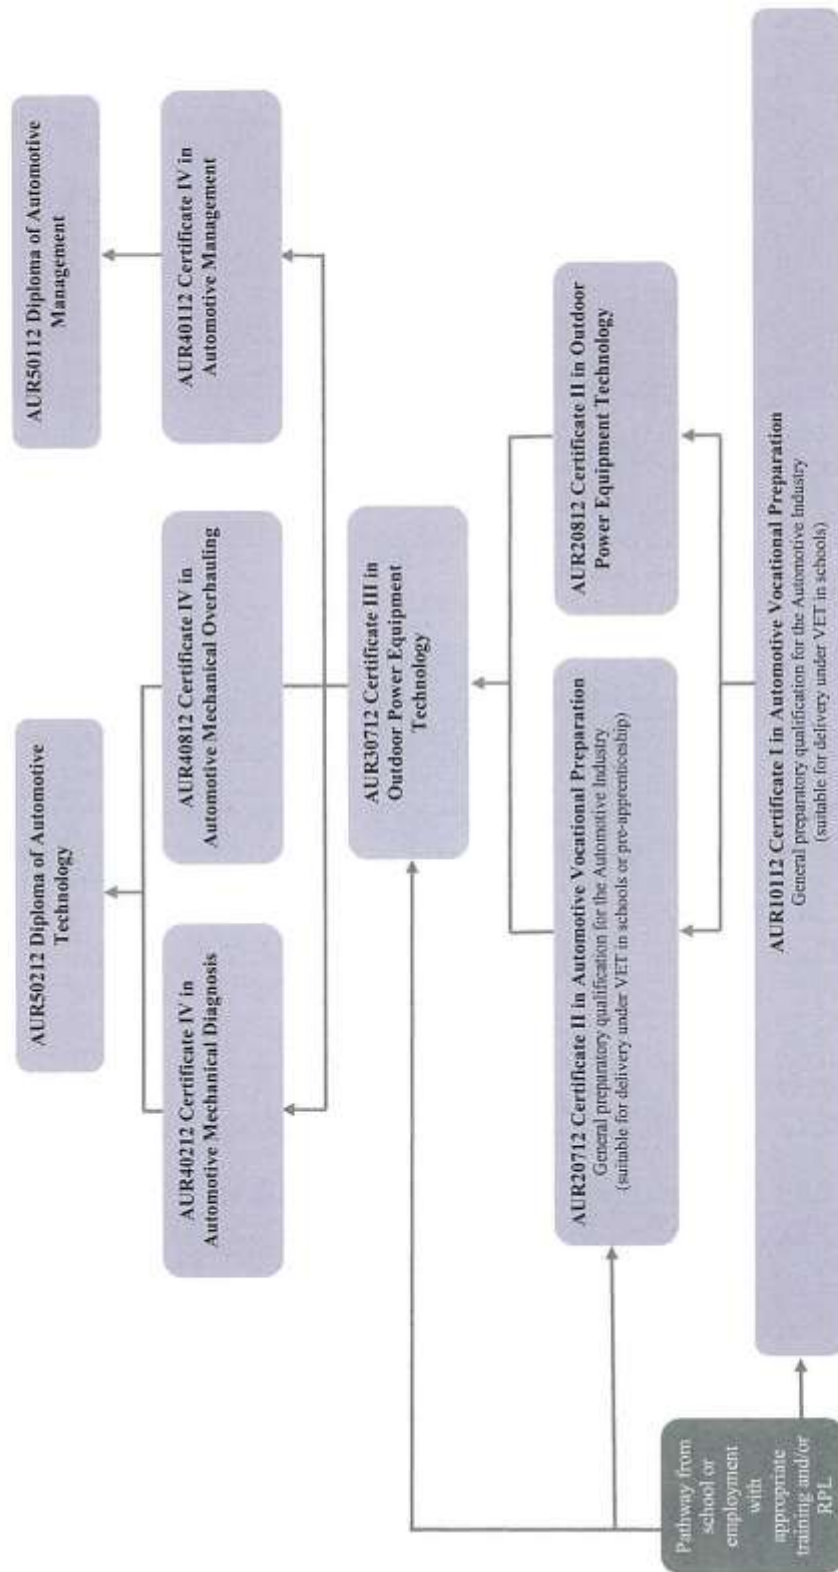 AUR50212 Diploma of Automotive
Technology
AUR50112 Diploma of Automotive
Management
AUR40212 Certificate IV in
Automotive Mechanical Diagnosis
AUR40812 Certificate IV in
Automotive Mechanical Overhauling
AUR40112 Certificate IV in
Automotive Management
AUR30712 Certificate III in
Outdoor Power Equipment
Technology
AUR20712 Certificate II in Automotive Vocational Preparation
General preparatory qualification for the Automotive Industry
(suitable for delivery under VET in schools or pre-apprenticeship)
AUR20812 Certificate II in Outdoor
Power Equipment Technology
Pathway from
school or
employment
with
appropriate
training and/or
RPL
AUR10112 Certificate I in Automotive Vocational Preparation
General preparatory qualification for the Automotive Industry
(suitable for delivery under VET in schools)